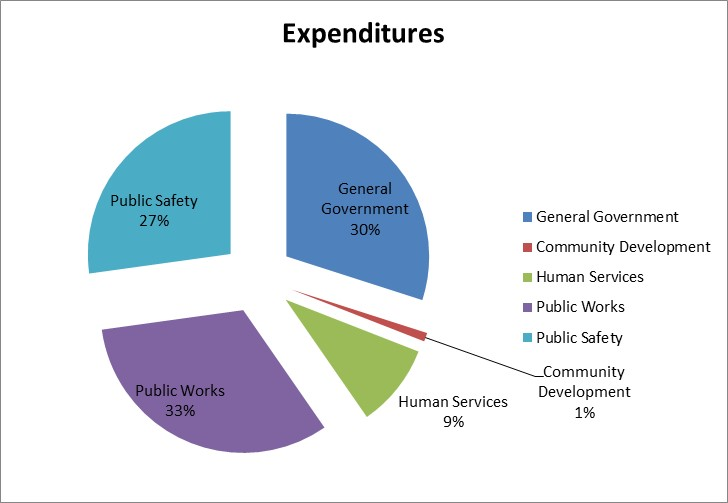 Expenditures
Public Safety
27%
General
Government
30%
General Government
Community Development
Human Services
Public Works
Public Safety
Community
Development
1%
Public Works
33%
Human Services
9%